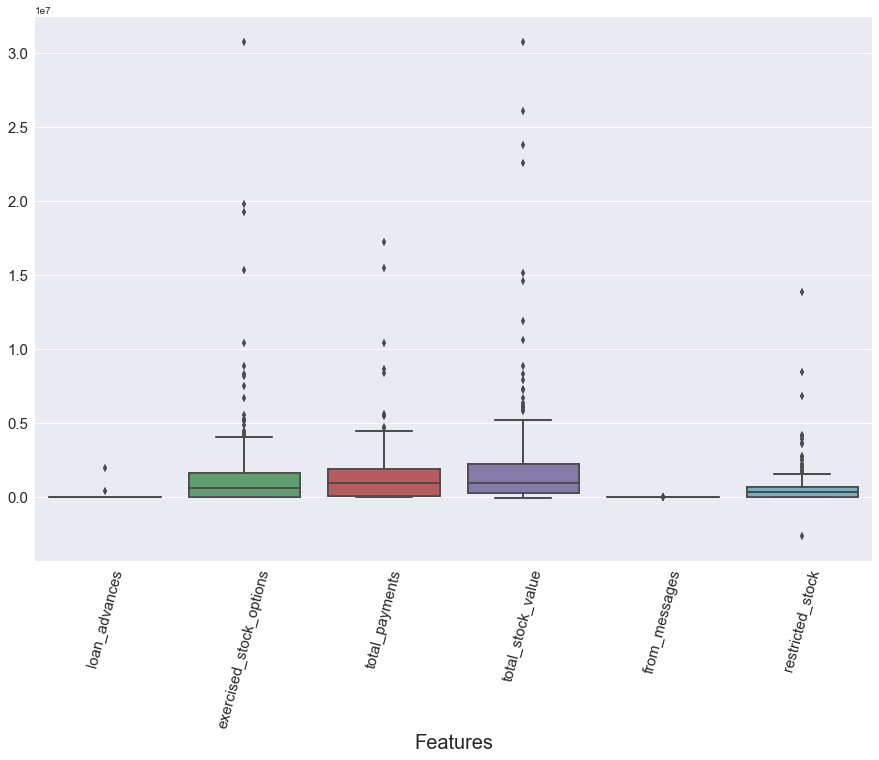 1e7
3.0
2.5
2.0
1.5
1.0
0.5
0.0
loan_advances
exercised_stock_options
total_payments
total_stock_value
from_messages
restricted_stock
Features